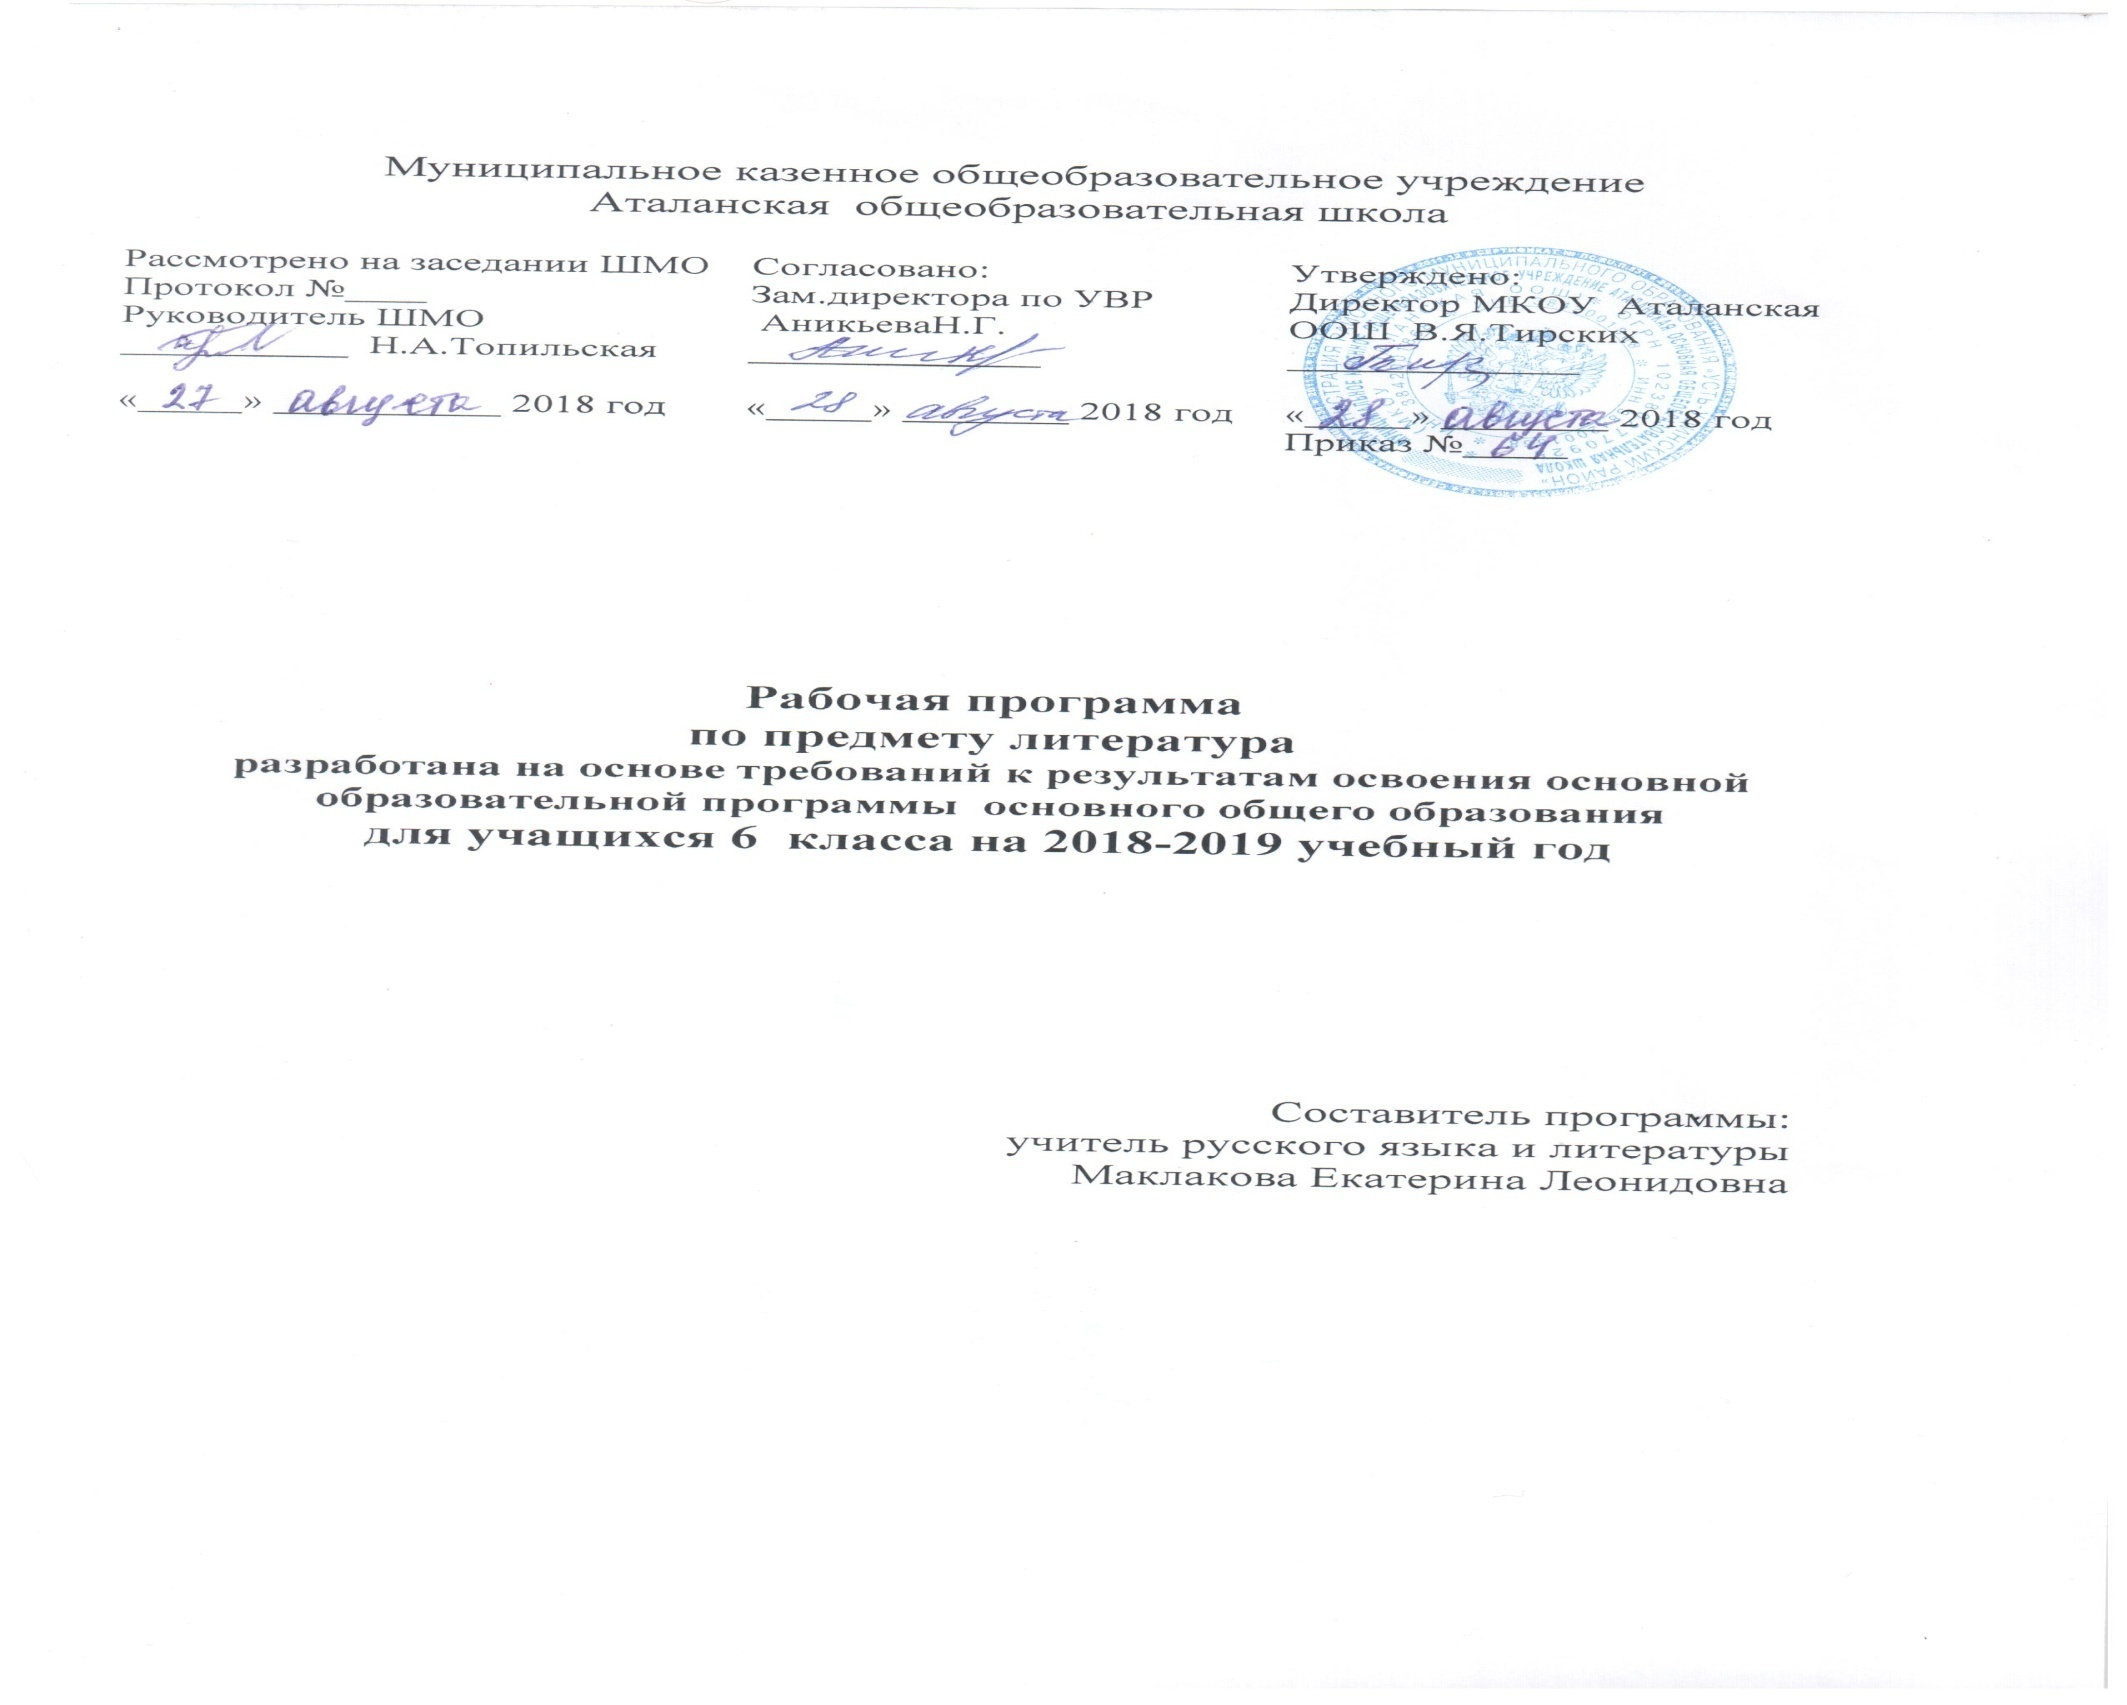 Муниципальное казенное общеобразовательное учреждение
Аталанская общеобразовательная школа
Рассмотрено на заседании ШМО
Протокол №_____
Руководитель ШМО
______________ Н.А.Топильская
«27» августа 2018 год
Согласовано:
Зам.директора по УВР
АникьеваН.Г.
__________________
«28» августа 2018 год
Утверждено:
Директор МКОУ Аталанская
ООШ В.Я.Тирских
__________________
«28» августа 2018 год
Приказ № 64
Рабочая программа
по предмету литература
разработана на основе требований к результатам освоения основной
образовательной программы основного общего образования
для учащихся 6 класса на 2018-2019 учебный год
Составитель программы:
учитель русского языка и литературы
Маклакова Екатерина Леонидовна